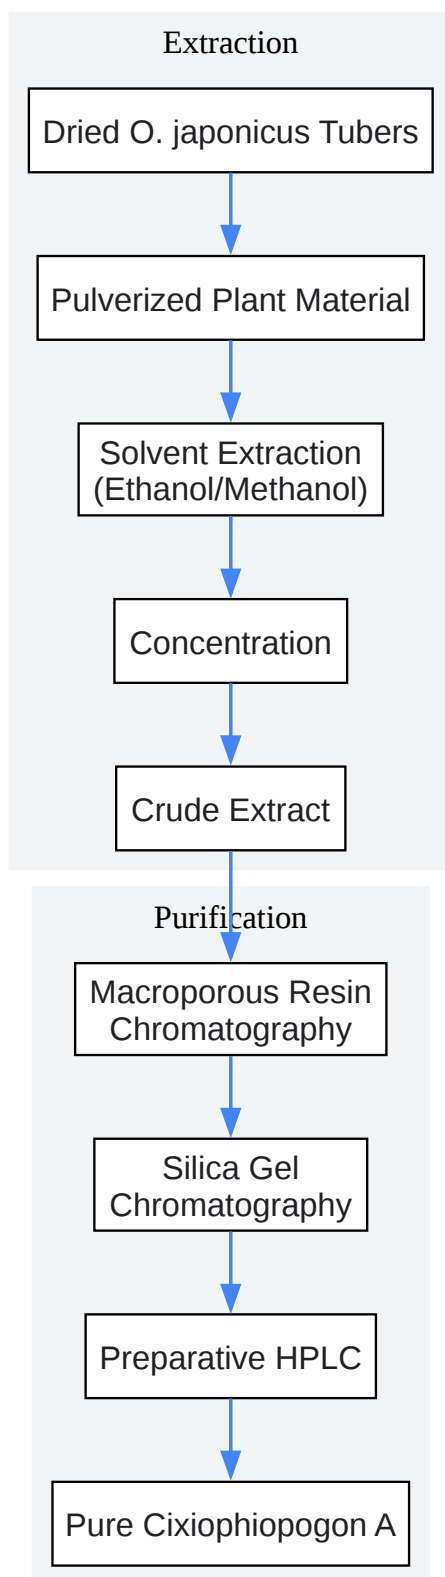 Extraction
Dried O. japonicus Tubers
Pulverized Plant Material
Solvent Extraction
(Ethanol/Methanol)
Concentration
Crude Extract
Purification
Macroporous Resin
Chromatography
Silica Gel
Chromatography
Preparative HPLC
Pure Cixiophiopogon A